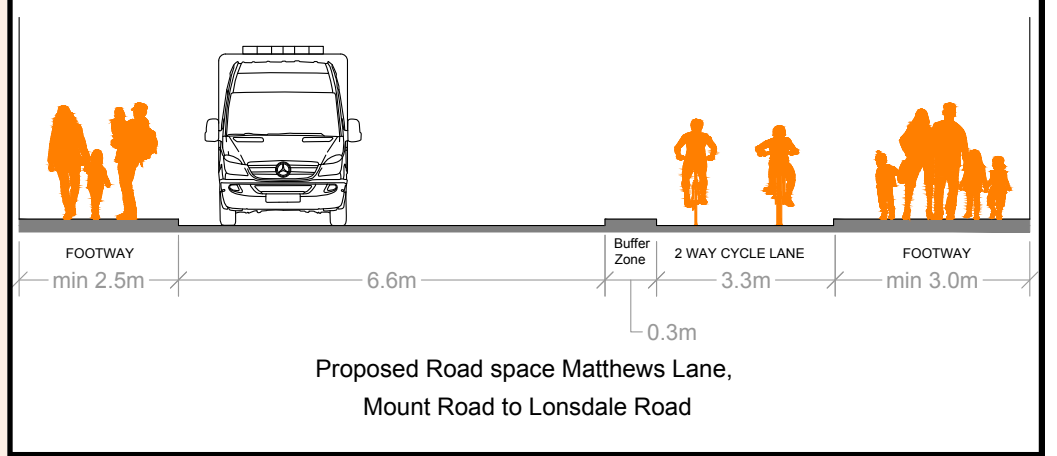 FOOTWAY
Buffer
Zone
2 WAY CYCLE LANE
FOOTWAY
min 2.5m
6.6m
3.3m
min 3.0m
0.3m
Proposed Road space Matthews Lane,
Mount Road to Lonsdale Road